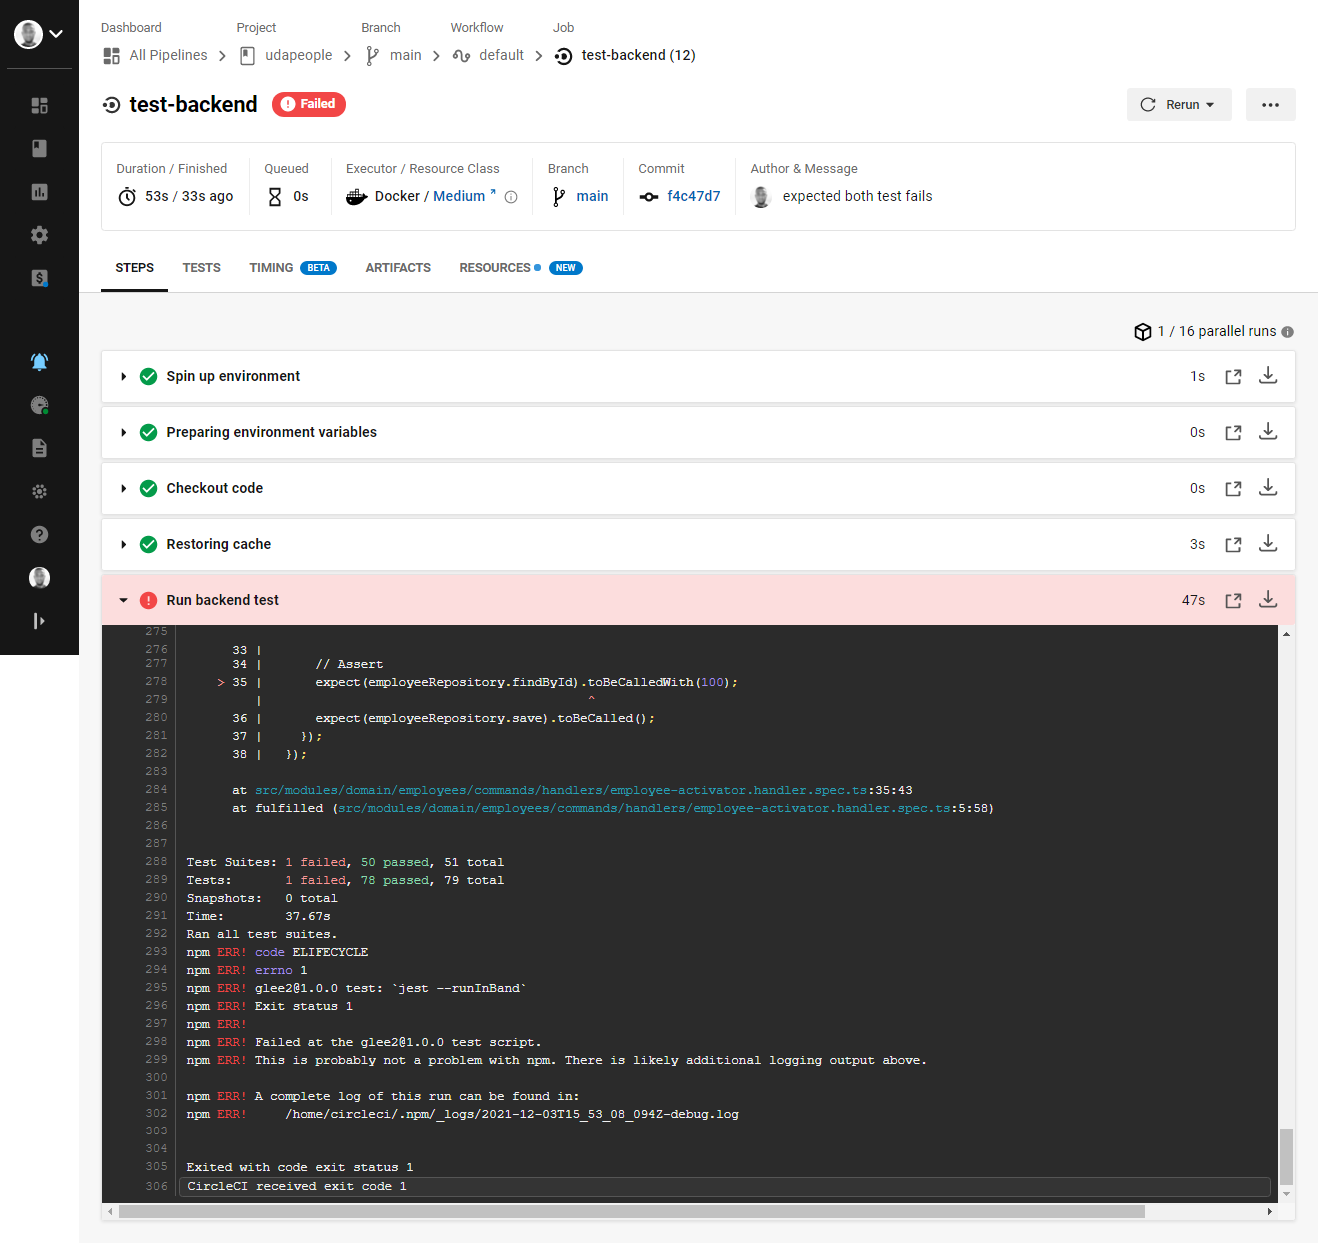 Dashboard Project Branch Workflow Job
All Pipelines udapeople main default test-backend (12)
test-backend Failed Rerun
Duration / Finished Queued Executor / Resource Class Branch Commit Author & Message
53s / 33s ago 0s Docker / Medium main f4c47d7 expected both test fails
STEPS TESTS TIMING BETA ARTIFACTS RESOURCES NEW
1 / 16 parallel runs
Spin up environment 1s
Preparing environment variables 0s
Checkout code 0s
Restoring cache 3s
Run backend test 47s
275
276 33 |
277 34 | // Assert
278 > 35 | expect(employeeRepository.findById).toBeCalledWith(100);
279 | ^
280 36 | expect(employeeRepository.save).toBeCalled();
281 37 | });
282 38 | });
283
284 at src/modules/domain/employees/commands/handlers/employee-activator.handler.spec.ts:35:43
285 at fulfilled (src/modules/domain/employees/commands/handlers/employee-activator.handler.spec.ts:5:58)
286
287
288 Test Suites: 1 failed, 50 passed, 51 total
289 Tests: 1 failed, 78 passed, 79 total
290 Snapshots: 0 total
291 Time: 37.67s
292 Ran all test suites.
293 npm ERR! code ELIFECYCLE
294 npm ERR! errno 1
295 npm ERR! glee2@1.0.0 test: `jest --runInBand`
296 npm ERR! Exit status 1
297 npm ERR!
298 npm ERR! Failed at the glee2@1.0.0 test script.
299 npm ERR! This is probably not a problem with npm. There is likely additional logging output above.
300
301 npm ERR! A complete log of this run can be found in:
302 npm ERR! /home/circleci/.npm/_logs/2021-12-03T15_53_08_094Z-debug.log
303
304
305 Exited with code exit status 1
306 CircleCI received exit code 1